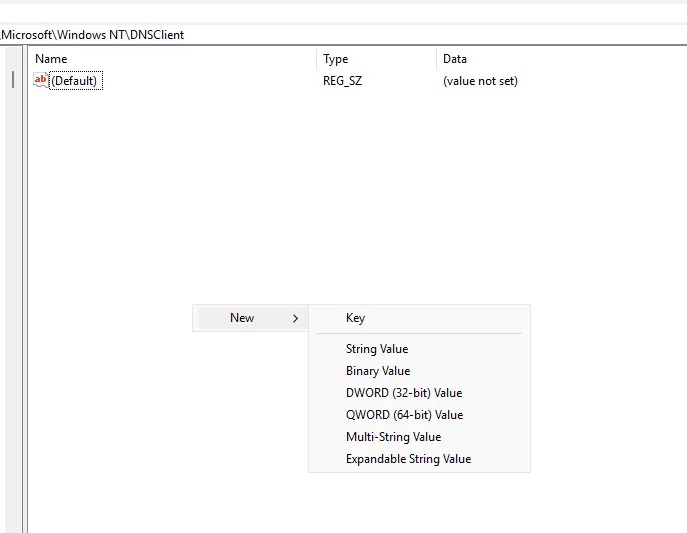 \Microsoft\Windows NT\DNSClient
Name Type Data
ab (Default) REG_SZ (value not set)
New Key
String Value
Binary Value
DWORD (32-bit) Value
QWORD (64-bit) Value
Multi-String Value
Expandable String Value